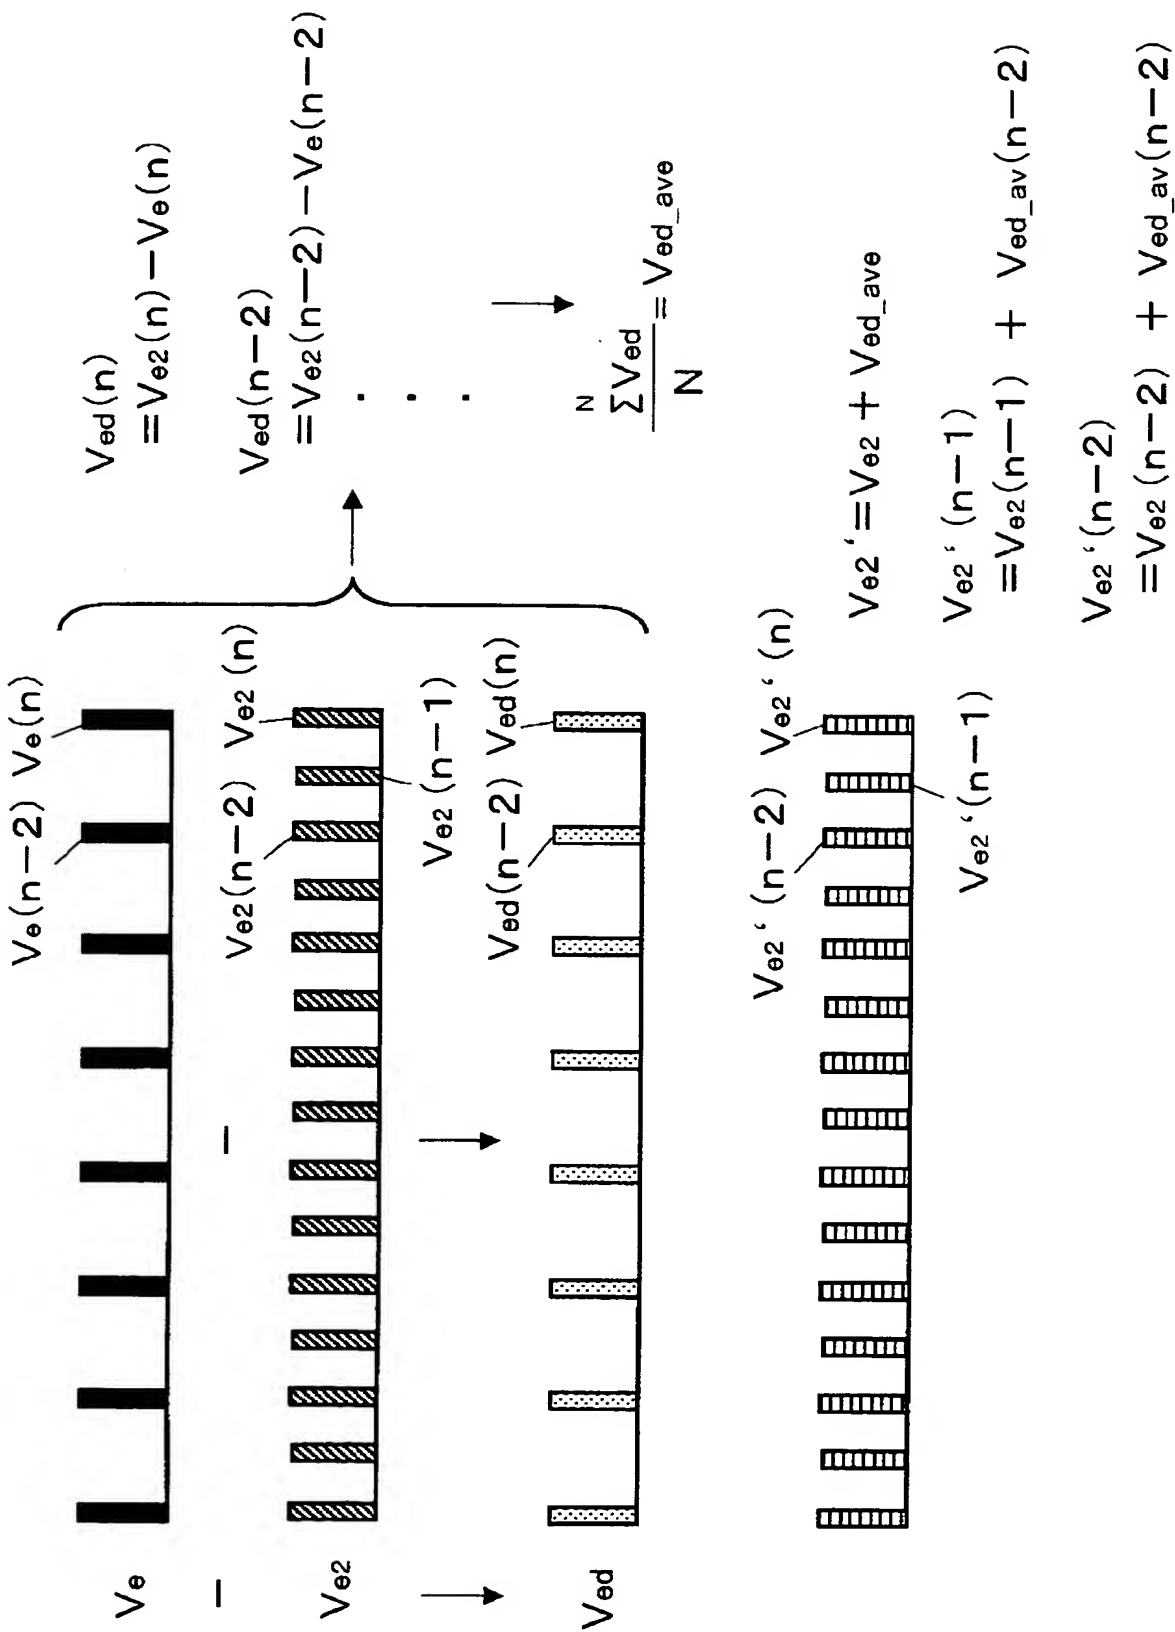 Ve(n-2) Ve(n)
Ve
−
−
Ve2(n-2) Ve2(n)
Ve2
Ve2(n-1)
Ved(n-2) Ved(n)
Ved
Ved(n)
=Ve2(n)-Ve(n)
Ved(n-2)
=Ve2(n-2)-Ve(n-2)
N
ΣVed
N
=Ved_ave
Ve2‘(n-2) Ve2‘(n)
Ve2‘(n-1)
Ve2‘=Ve2 + Ved_ave
Ve2‘(n-1)
=Ve2(n-1) + Ved_av(n-2)
Ve2‘(n-2)
=Ve2(n-2) + Ved_av(n-2)